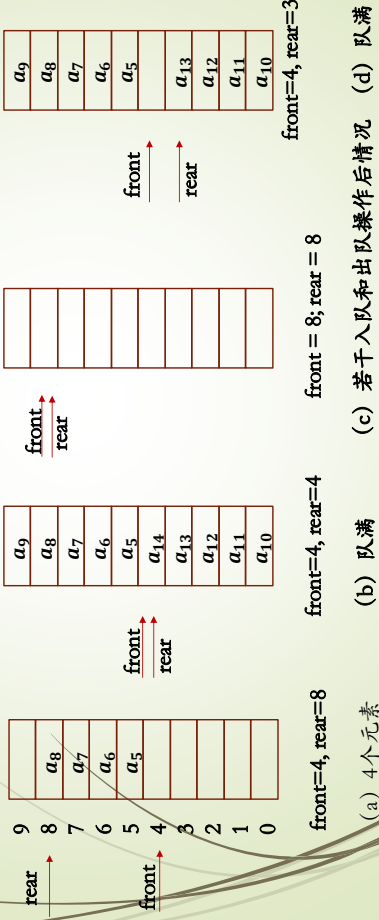 rear
front
9
8
7
6
5
4
3
2
1
0
a₈
a₇
a₆
a₅
front=4, rear=8
(a) 4个元素
front
rear
a₉
a₈
a₇
a₆
a₅
a₁₄
a₁₃
a₁₂
a₁₁
a₁₀
front=4, rear=4
(b) 队满
front
rear
front = 8; rear = 8
(c) 若干入队和出队操作后情况
front
rear
a₉
a₈
a₇
a₆
a₅
a₁₃
a₁₂
a₁₁
a₁₀
front=4, rear=3
(d) 队满